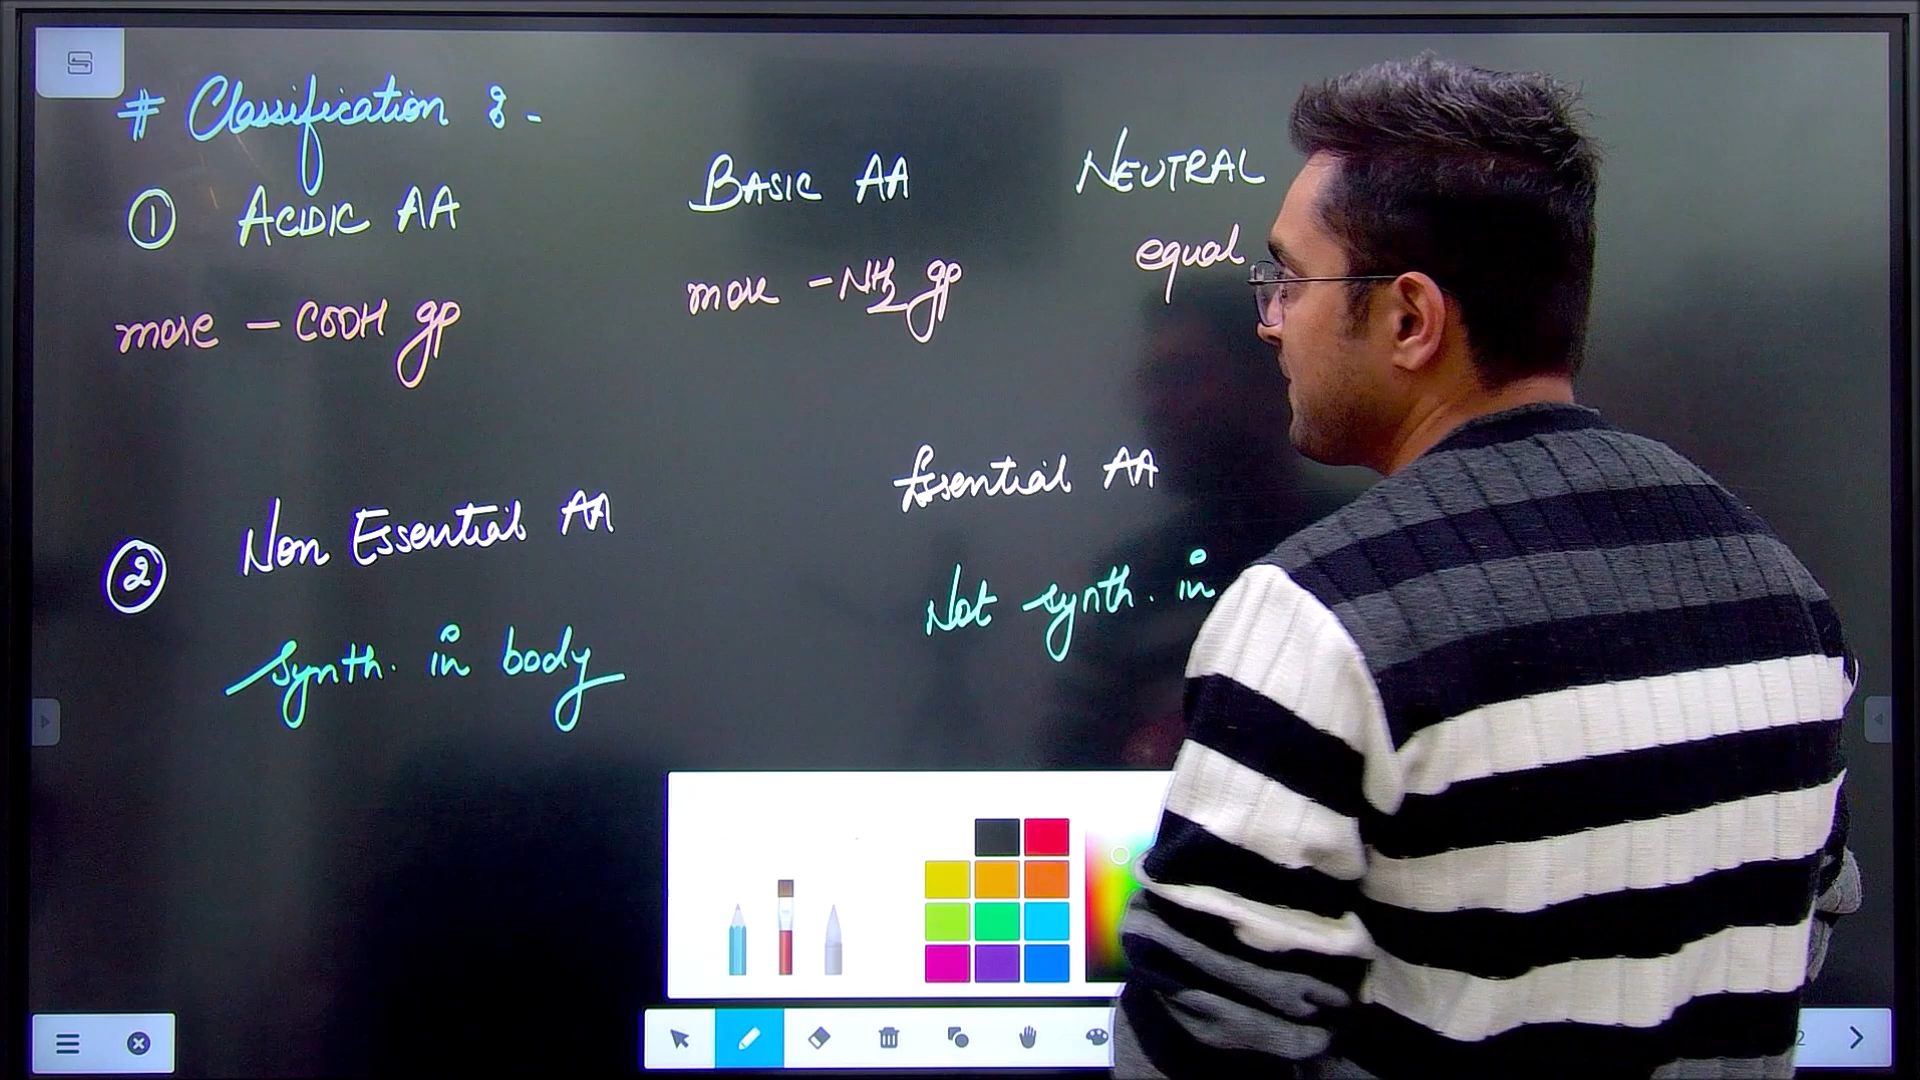 # Classification :-
① ACIDIC AA
BASIC AA
NEUTRAL
more - COOH gp
more - NH2 gp
equal
② Non Essential AA
Essential AA
synth. in body
Not synth. in
2